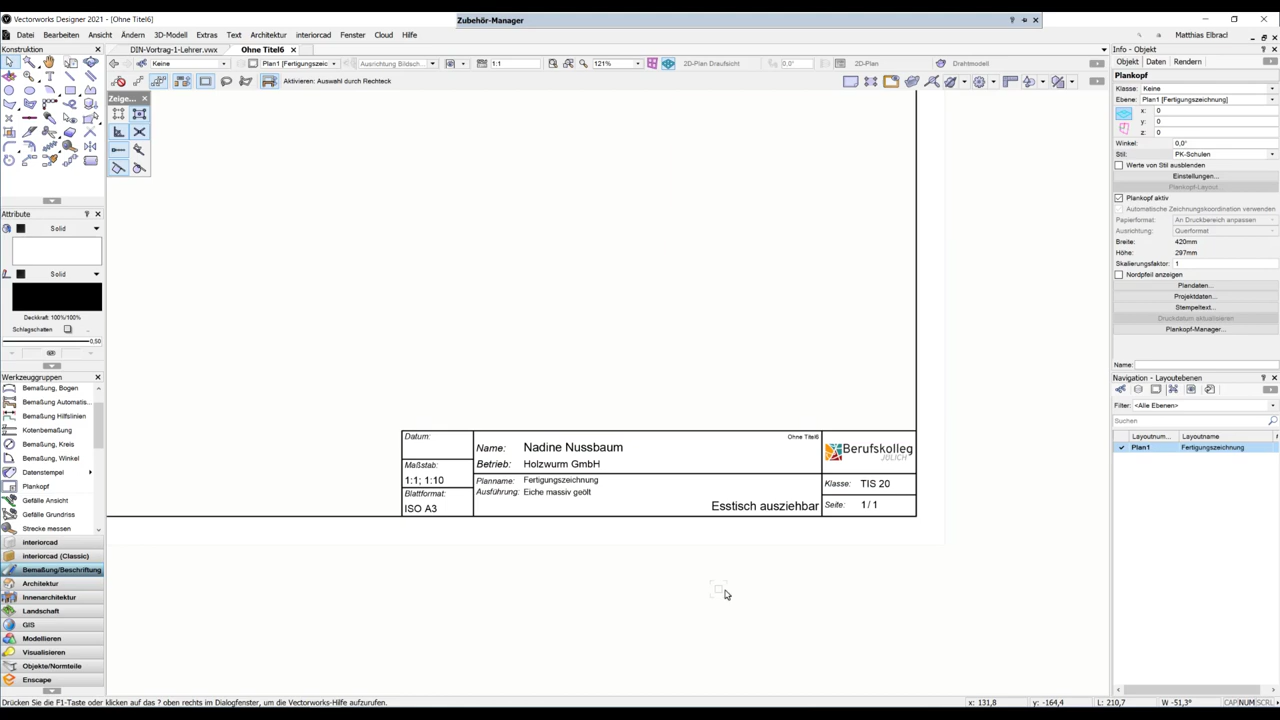 Vectorworks Designer 2021 - [Ohne Titel6]
Zubehör-Manager
Datei Bearbeiten Ansicht Ändern 3D-Modell Extras Text Architektur interiorcad Fenster Cloud Hilfe
Matthias Elbracl
Konstruktion
DIN-Vortrag-1-Lehrer.vwx
Ohne Titel6
Keine
Plan1 [Fertigungszeic
Ausrichtung Bildsch...
1:1
121%
2D-Plan Draufsicht
0,0°
2D-Plan
Drahtmodell
Aktivieren: Auswahl durch Rechteck
Zeige...
Attribute
Solid
Solid
Deckkraft: 100%/100%
Schlagschatten
0,50
Werkzeuggruppen
Bemaßung, Bogen
Bemaßung Automatis...
Bemaßung Hilfslinien
Kotenbemaßung
Bemaßung, Kreis
Bemaßung, Winkel
Datenstempel
Plankopf
Gefälle Ansicht
Gefälle Grundriss
Strecke messen
interiorcad
interiorcad (Classic)
Bemaßung/Beschriftung
Architektur
Innenarchitektur
Landschaft
GIS
Modellieren
Visualisieren
Objekte/Normteile
Enscape
Datum:
Maßstab:
1:1; 1:10
Blattformat:
ISO A3
Name: Nadine Nussbaum
Ohne Titel6
Betrieb: Holzwurm GmbH
Planname: Fertigungszeichnung
Ausführung: Eiche massiv geölt
Esstisch ausziehbar
Berufskolleg
JÜLICH
Klasse: TIS 20
Seite: 1 / 1
Info - Objekt
Objekt Daten Rendern
Plankopf
Klasse: Keine
Ebene: Plan1 [Fertigungszeichnung]
x: 0
y: 0
z: 0
Winkel: 0,0°
Stil: PK-Schulen
Werte von Stil ausblenden
Einstellungen...
Plankopf-Layout...
Plankopf aktiv
Automatische Zeichnungskoordination verwenden
Papierformat: An Druckbereich anpassen
Ausrichtung: Querformat
Breite: 420mm
Höhe: 297mm
Skalierungsfaktor: 1
Nordpfeil anzeigen
Plandaten...
Projektdaten...
Stempeltext...
Druckdatum aktualisieren
Plankopf-Manager...
Name:
Navigation - Layoutebenen
Filter: <Alle Ebenen>
Suchen
Layoutnum... Layoutname
Plan1 Fertigungszeichnung
Drücken Sie die F1-Taste oder klicken auf das ? oben rechts im Dialogfenster, um die Vectorworks-Hilfe aufzurufen.
x: 131,8 y: -164,4 L: 210,7 W -51,3° CAP NUM SCRL